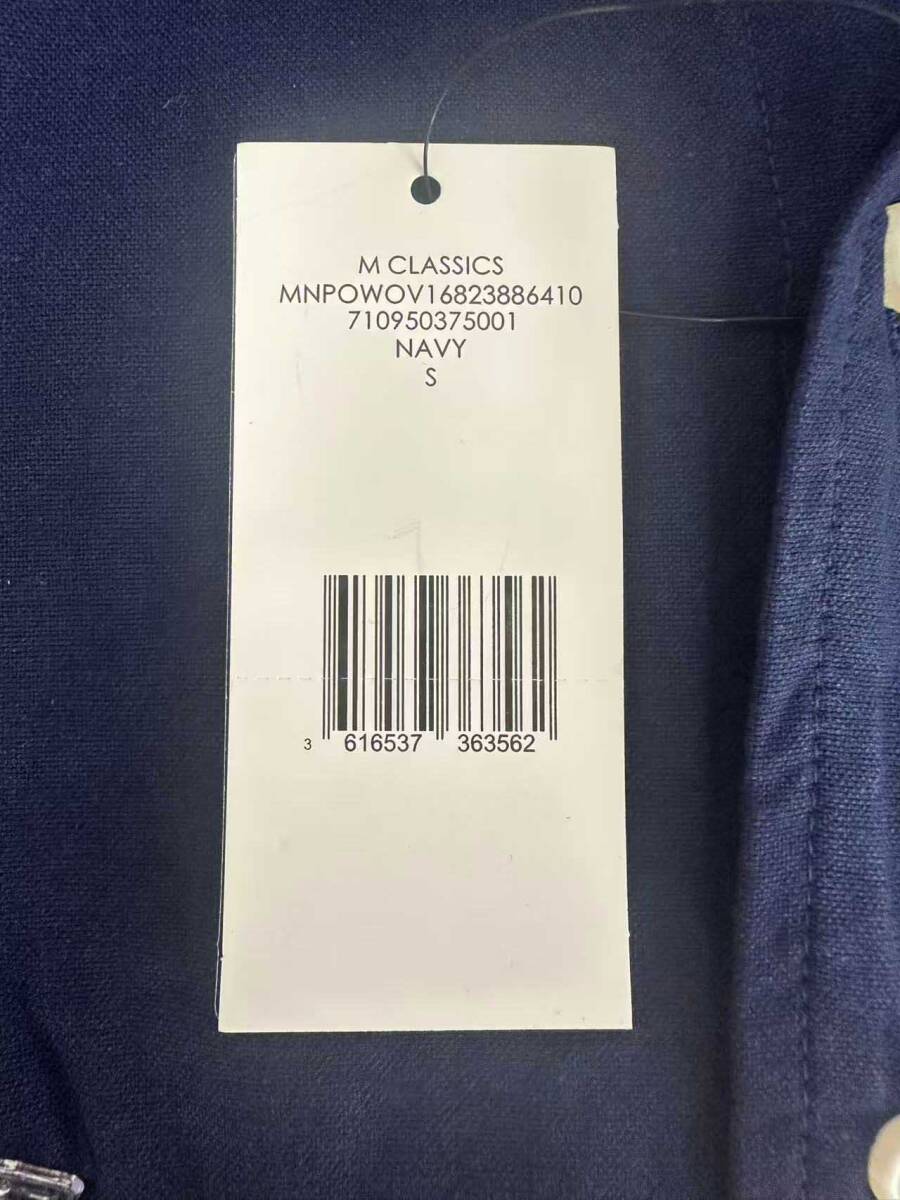 M CLASSICS
MNPOWOV16823886410
710950375001
NAVY
S
3 616537 363562